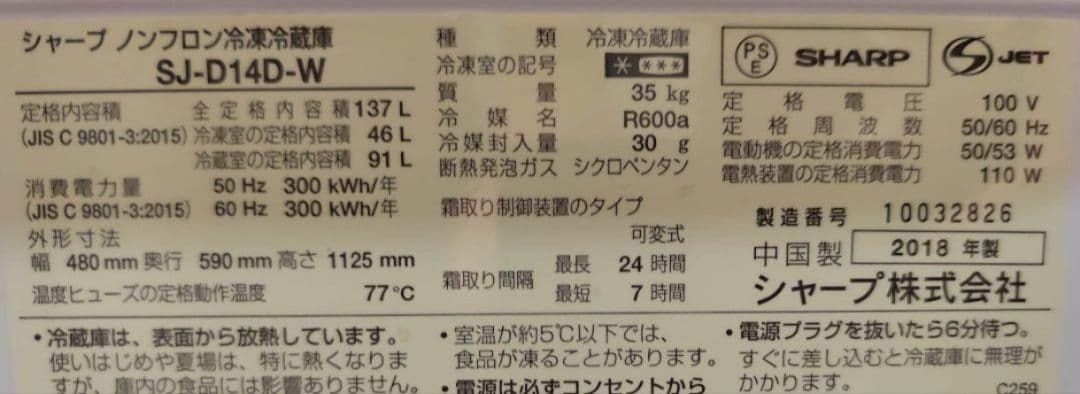 シャープ ノンフロン冷凍冷蔵庫
SJ-D14D-W
定格内容積 全定格内容積 137 L
(JIS C 9801-3:2015) 冷凍室の定格内容積 46 L
冷蔵室の定格内容積 91 L
消費電力量 50 Hz 300 kWh/年
(JIS C 9801-3:2015) 60 Hz 300 kWh/年
外形寸法
幅 480 mm 奥行 590 mm 高さ 1125 mm
温度ヒューズの定格動作温度 77℃
種類 冷凍冷蔵庫
冷凍室の記号 * ***
質量 35 kg
冷媒名 R600a
冷媒封入量 30 g
断熱発泡ガス シクロペンタン
霜取り制御装置のタイプ
可変式
霜取り間隔 最長 24 時間
最短 7 時間
PSE SHARP S JET
定格電圧 100 V
定格周波数 50/60 Hz
電動機の定格消費電力 50/53 W
電熱装置の定格消費電力 110 W
製造番号 10032826
中国製 2018 年製
シャープ株式会社
・冷蔵庫は、表面から放熱しています。
使いはじめや夏場は、特に熱くなりま
すが、庫内の食品には影響ありません。
・室温が約5℃以下では、
食品が凍ることがあります。
・電源は必ずコンセントから
・電源プラグを抜いたら6分待つ。
すぐに差し込むと冷蔵庫に無理が
かかります。
C259